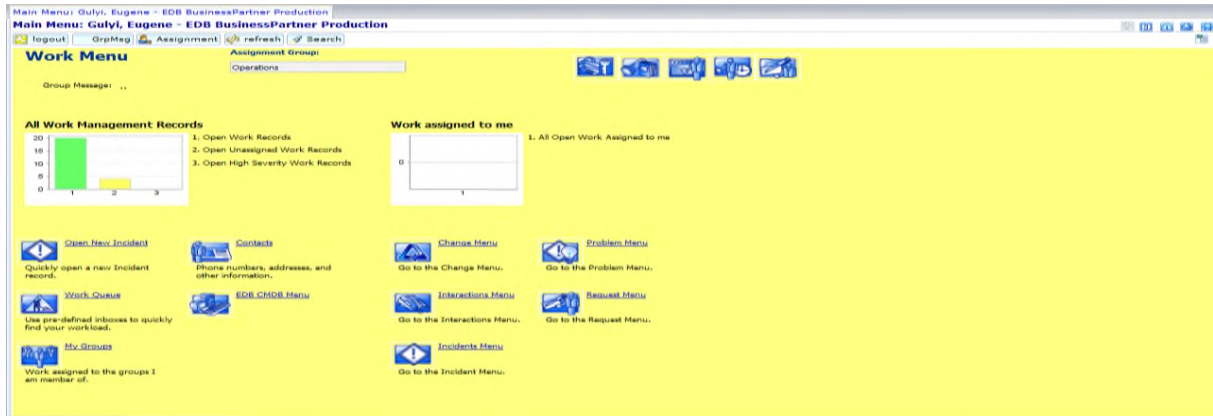 Main Menu: Gulyi, Eugene - EDB BusinessPartner Production
Main Menu: Gulyi, Eugene - EDB BusinessPartner Production
logout GrpMsg Assignment refresh Search
Work Menu
Assignment Group:
Operations
Group Message: ..
All Work Management Records
20
15
10
5
0
1 2 3
1. Open Work Records
2. Open Unassigned Work Records
3. Open High Severity Work Records
Work assigned to me
0
1
1. All Open Work Assigned to me
Open New Incident
Quickly open a new Incident
record.
Contacts
Phone numbers, addresses, and
other information.
Change Menu
Go to the Change Menu.
Problem Menu
Go to the Problem Menu.
Work Queue
Use pre-defined inboxes to quickly
find your workload.
EDB CMDB Menu
Interactions Menu
Go to the Interactions Menu.
Request Menu
Go to the Request Menu.
My Groups
Work assigned to the groups I
am member of.
Incidents Menu
Go to the Incident Menu.